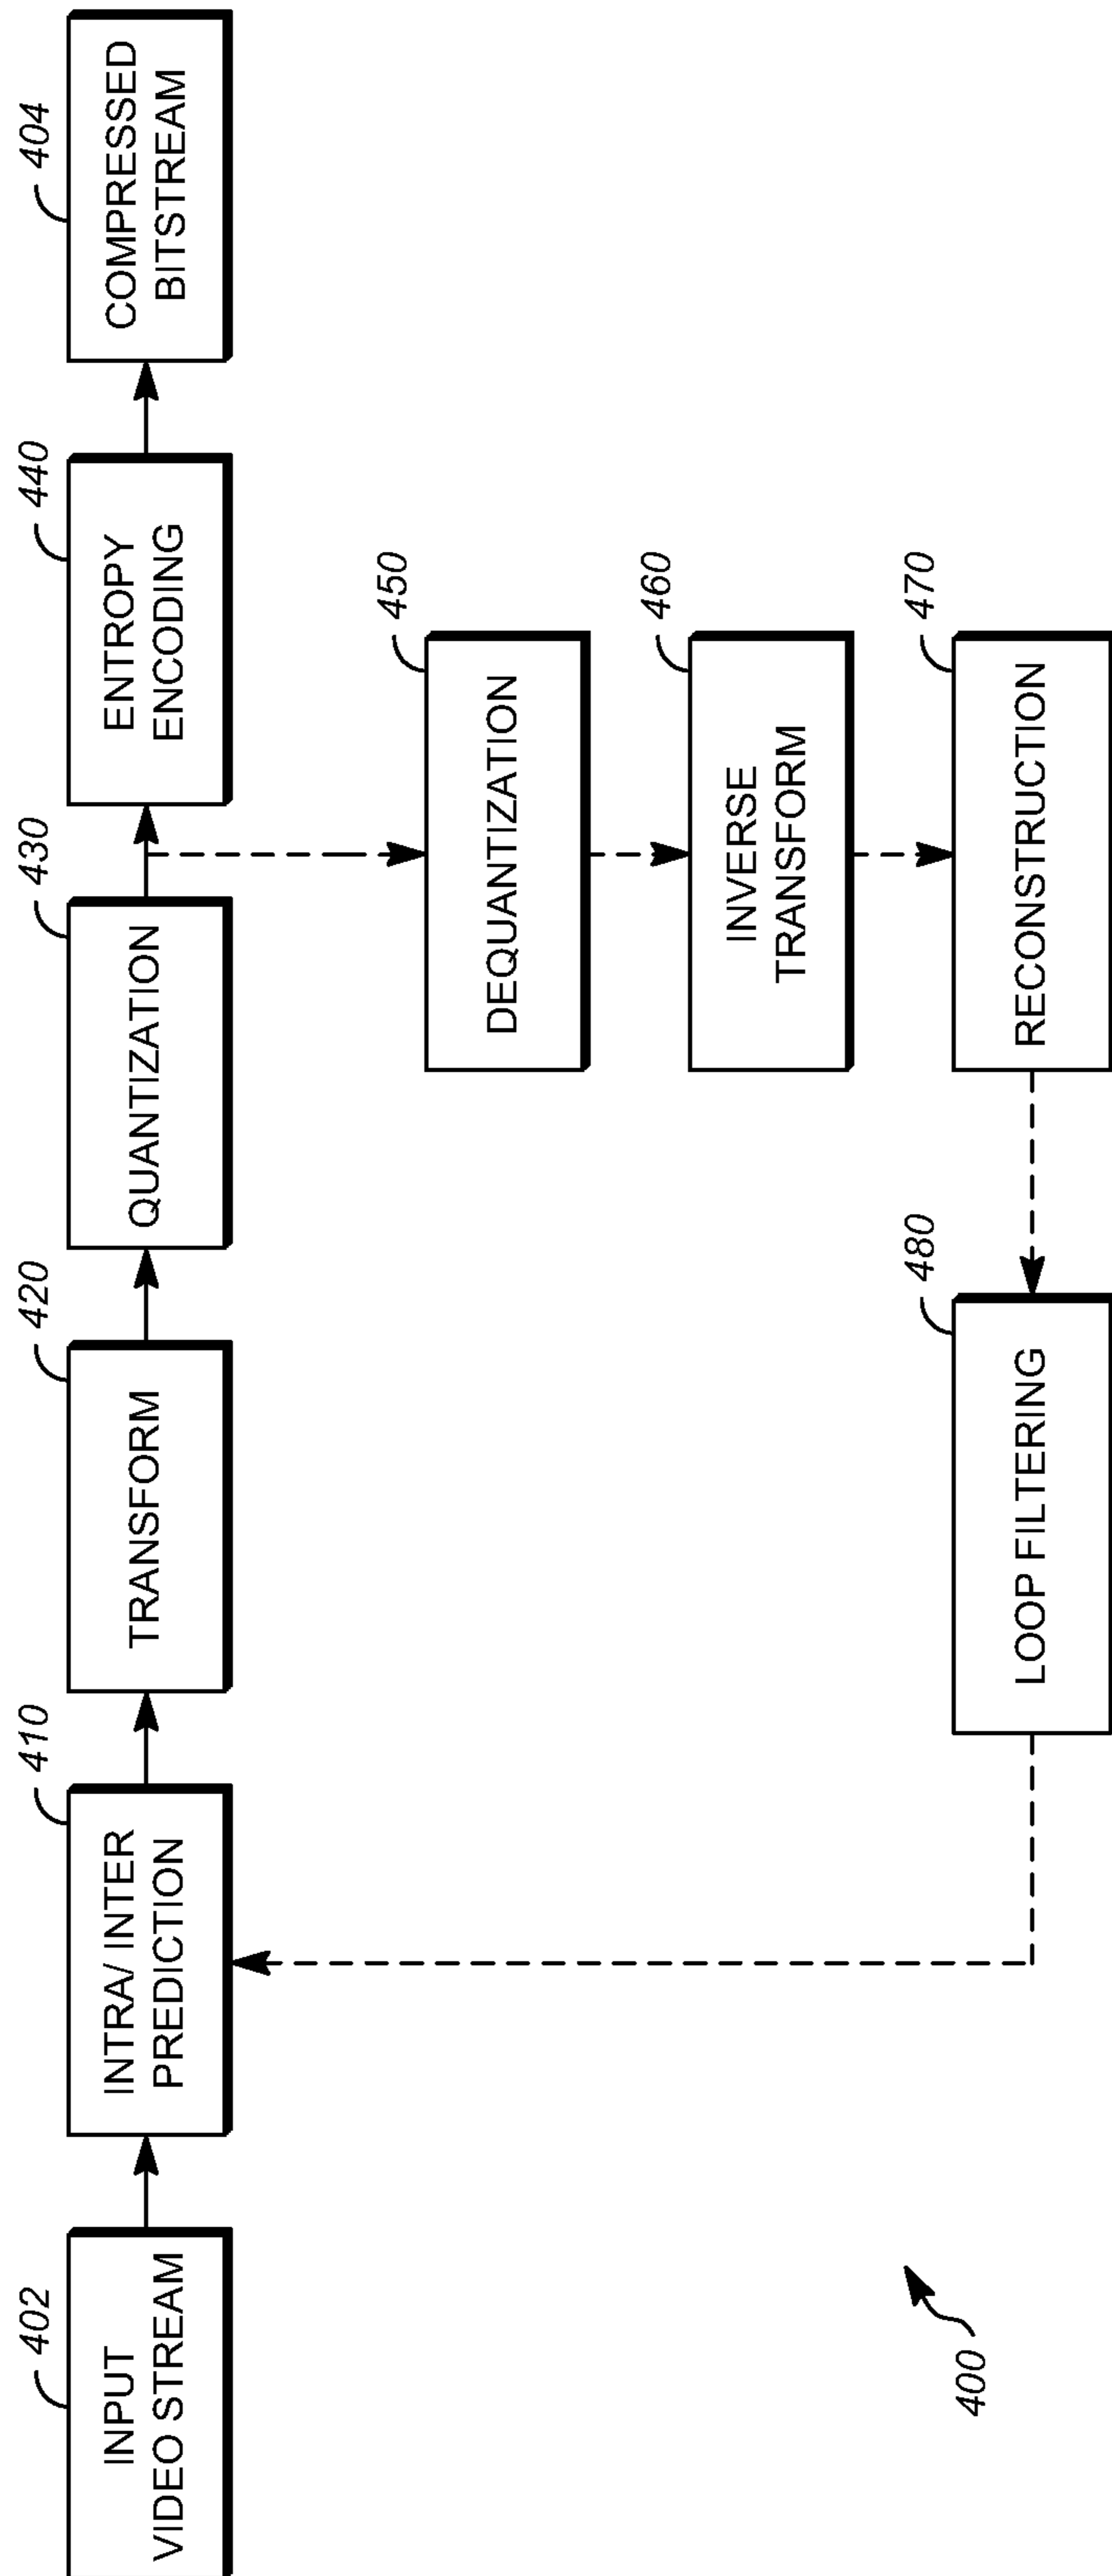 402
INPUT
VIDEO STREAM
410
INTRA/ INTER
PREDICTION
420
TRANSFORM
430
QUANTIZATION
440
ENTROPY
ENCODING
404
COMPRESSED
BITSTREAM
450
DEQUANTIZATION
460
INVERSE
TRANSFORM
480
LOOP FILTERING
470
RECONSTRUCTION
400